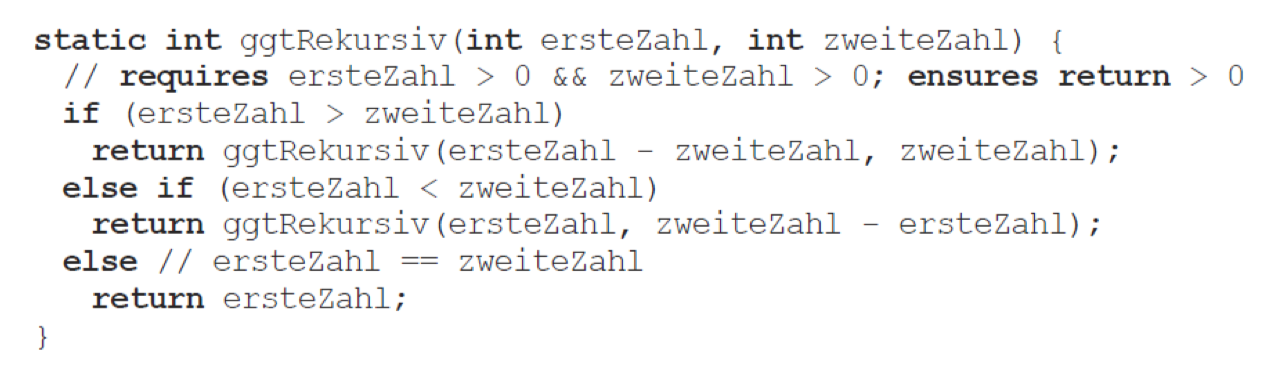 static int ggtRekursiv(int ersteZahl, int zweiteZahl) {
// requires ersteZahl > 0 && zweiteZahl > 0; ensures return > 0
if (ersteZahl > zweiteZahl)
return ggtRekursiv(ersteZahl - zweiteZahl, zweiteZahl);
else if (ersteZahl < zweiteZahl)
return ggtRekursiv(ersteZahl, zweiteZahl - ersteZahl);
else // ersteZahl == zweiteZahl
return ersteZahl;
}